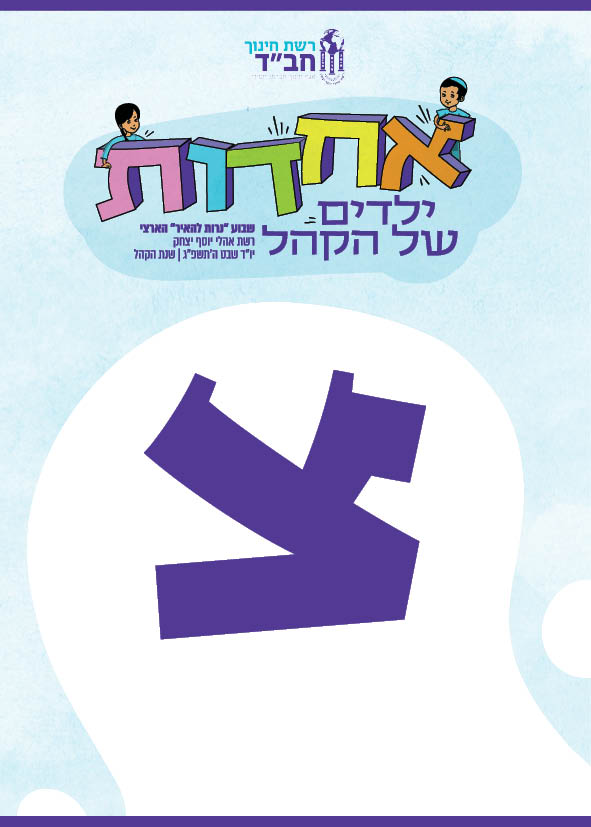 רשת חינוך
חב״ד
אחדות
ילדים
של הקהל
שבוע "נרות להאיר" הארצי
רשת אהלי יוסף יצחק
יו"ד שבט ה'תשפ"ג | שנת הקהל
צ